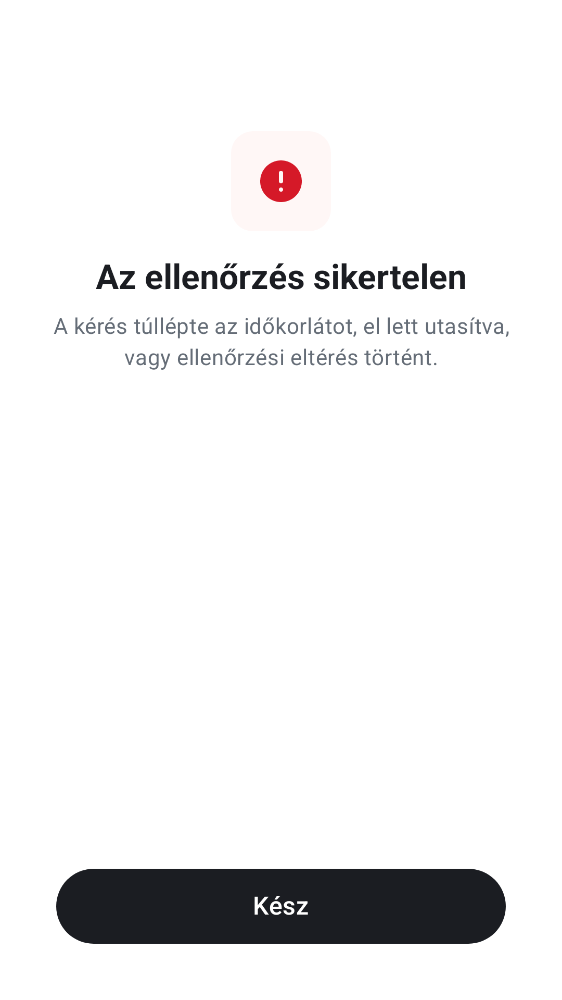 Az ellenőrzés sikertelen
A kérés túllépte az időkorlátot, el lett utasítva,
vagy ellenőrzési eltérés történt.
Kész